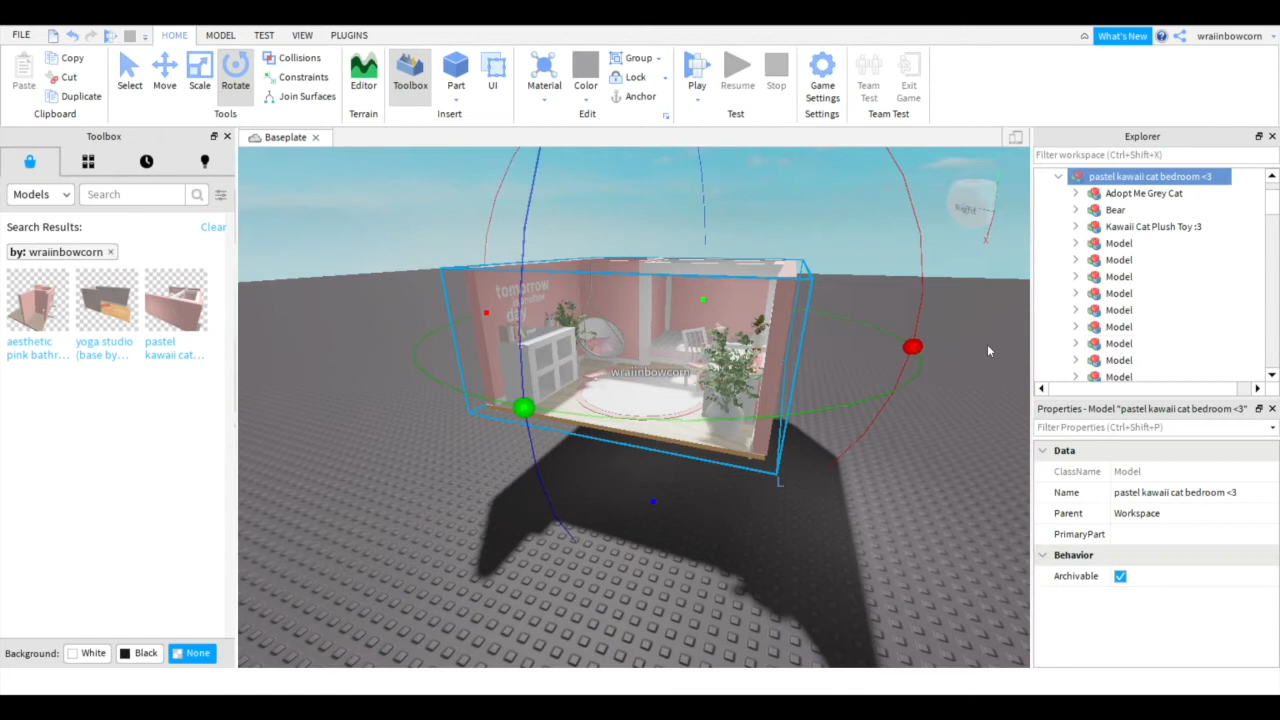 FILE
HOME
MODEL
TEST
VIEW
PLUGINS
What's New
wraiinbowcorn
Paste
Copy
Cut
Duplicate
Clipboard
Select
Move
Scale
Rotate
Collisions
Constraints
Join Surfaces
Tools
Editor
Terrain
Toolbox
Part
UI
Insert
Material
Color
Group
Lock
Anchor
Edit
Play
Resume
Stop
Test
Game
Settings
Settings
Team
Test
Exit
Game
Team Test
Toolbox
Models
Search
Search Results:
Clear
by: wraiinbowcorn ×
aesthetic
pink bathr...
yoga studio
(base by...
pastel
kawaii cat...
Background:
White
Black
None
Baseplate
Right
X
tomorrow
is another
day
wraiinbowcorn
L
Explorer
Filter workspace (Ctrl+Shift+X)
pastel kawaii cat bedroom <3
Adopt Me Grey Cat
Bear
Kawaii Cat Plush Toy :3
Model
Model
Model
Model
Model
Model
Model
Model
Model
Properties - Model "pastel kawaii cat bedroom <3"
Filter Properties (Ctrl+Shift+P)
Data
ClassName Model
Name pastel kawaii cat bedroom <3
Parent Workspace
PrimaryPart
Behavior
Archivable